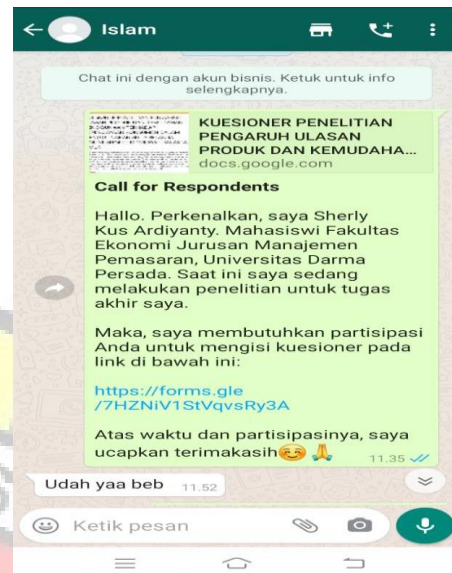 Islam
Chat ini dengan akun bisnis. Ketuk untuk info
selengkapnya.
KUESIONER PENELITIAN
PENGARUH ULASAN
PRODUK DAN KEMUDAHA...
docs.google.com
Call for Respondents
Hallo. Perkenalkan, saya Sherly
Kus Ardiyanty. Mahasiswi Fakultas
Ekonomi Jurusan Manajemen
Pemasaran, Universitas Darma
Persada. Saat ini saya sedang
melakukan penelitian untuk tugas
akhir saya.
Maka, saya membutuhkan partisipasi
Anda untuk mengisi kuesioner pada
link di bawah ini:
https://forms.gle
/7HZNiV1StVqvsRy3A
Atas waktu dan partisipasinya, saya
ucapkan terimakasih😊🙏 11.35
Udah yaa beb 11.52
Ketik pesan